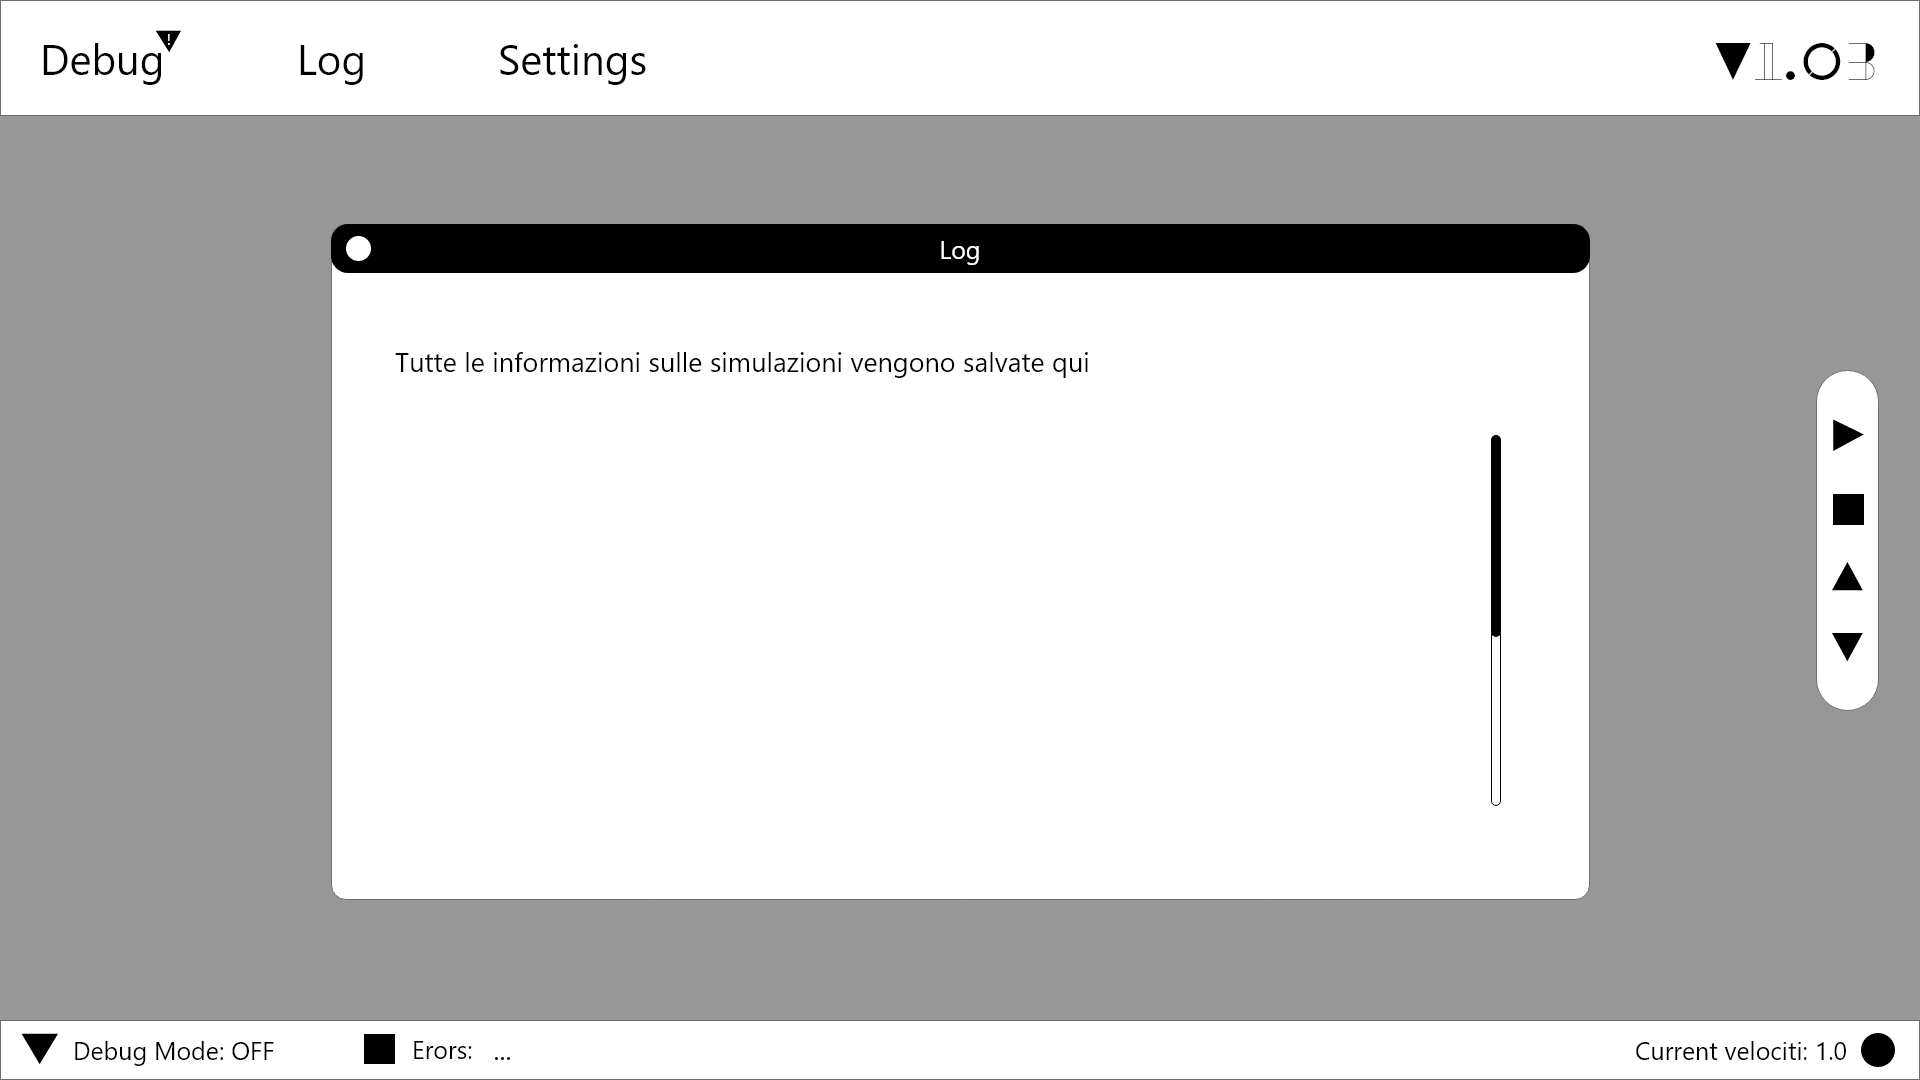 Debug
!
Log
Settings
V1.03
Log
Tutte le informazioni sulle simulazioni vengono salvate qui
Debug Mode: OFF
Erors: ...
Current velociti: 1.0